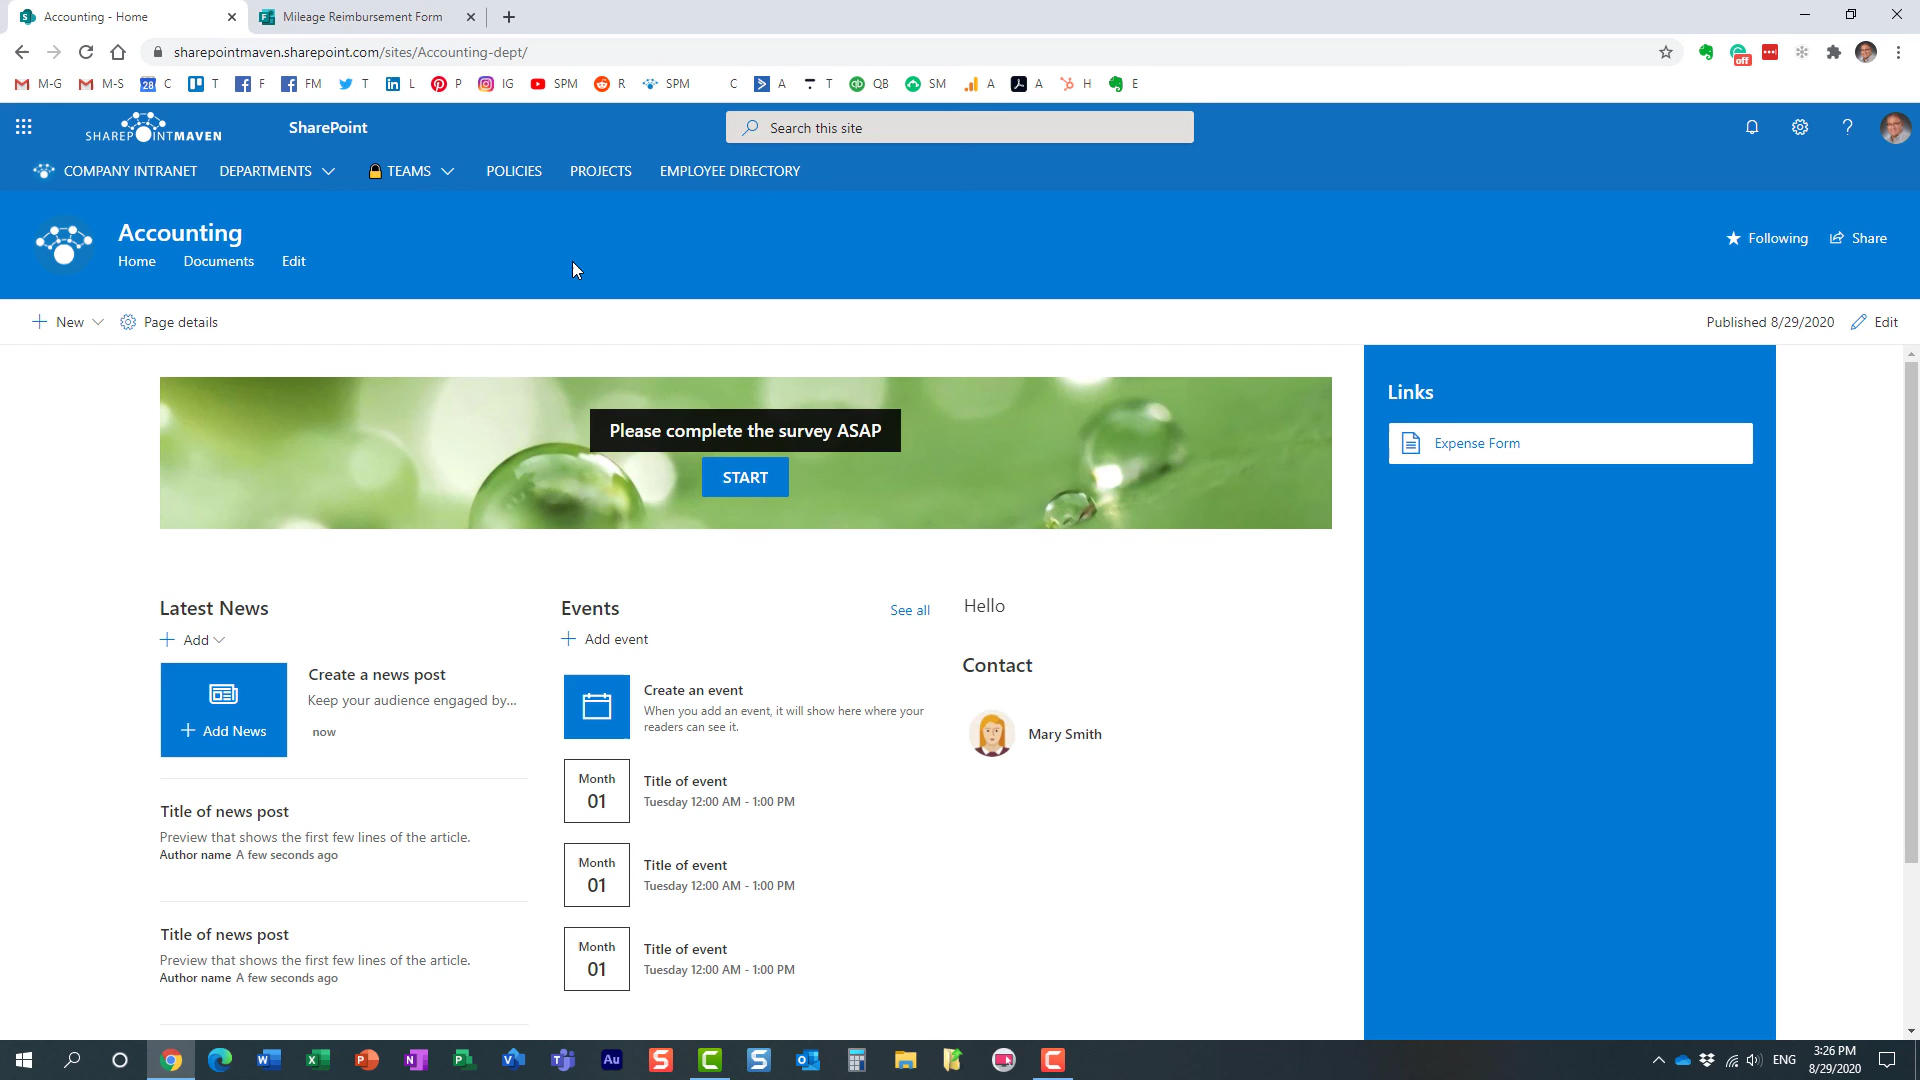 Accounting - Home
Mileage Reimbursement Form
sharepointmaven.sharepoint.com/sites/Accounting-dept/
M-G M-S 28 C T F FM T L P IG SPM R SPM C A T QB SM A A H E
off
SHAREPOINTMAVEN SharePoint Search this site ?
COMPANY INTRANET DEPARTMENTS TEAMS POLICIES PROJECTS EMPLOYEE DIRECTORY
Accounting
Home Documents Edit
Following Share
New Page details Published 8/29/2020 Edit
Please complete the survey ASAP
START
Links
Expense Form
Latest News
Add
Add News
Create a news post
Keep your audience engaged by...
now
Title of news post
Preview that shows the first few lines of the article.
Author name A few seconds ago
Title of news post
Preview that shows the first few lines of the article.
Author name A few seconds ago
Events See all
Add event
Create an event
When you add an event, it will show here where your
readers can see it.
Month
01
Title of event
Tuesday 12:00 AM - 1:00 PM
Month
01
Title of event
Tuesday 12:00 AM - 1:00 PM
Month
01
Title of event
Tuesday 12:00 AM - 1:00 PM
Hello
Contact
Mary Smith
ENG
3:26 PM
8/29/2020